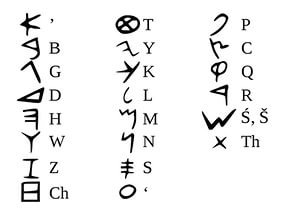 𐤀 ’ 𐤈 T 𐤐 P
𐤁 B 𐤉 Y 𐤑 C
𐤂 G 𐤊 K 𐤒 Q
𐤃 D 𐤋 L 𐤓 R
𐤄 H 𐤌 M 𐤔 Ś, Š
𐤅 W 𐤍 N 𐤕 Th
𐤆 Z 𐤎 S
𐤇 Ch 𐤏 ‘